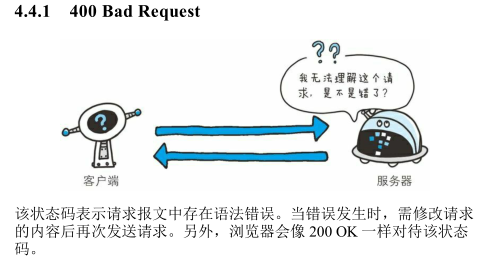 4.4.1 400 Bad Request
??
我无法理解这个请
求，是不是错了？
?
客户端
服务器
该状态码表示请求报文中存在语法错误。当错误发生时，需修改请求
的内容后再次发送请求。另外，浏览器会像 200 OK 一样对待该状态
码。